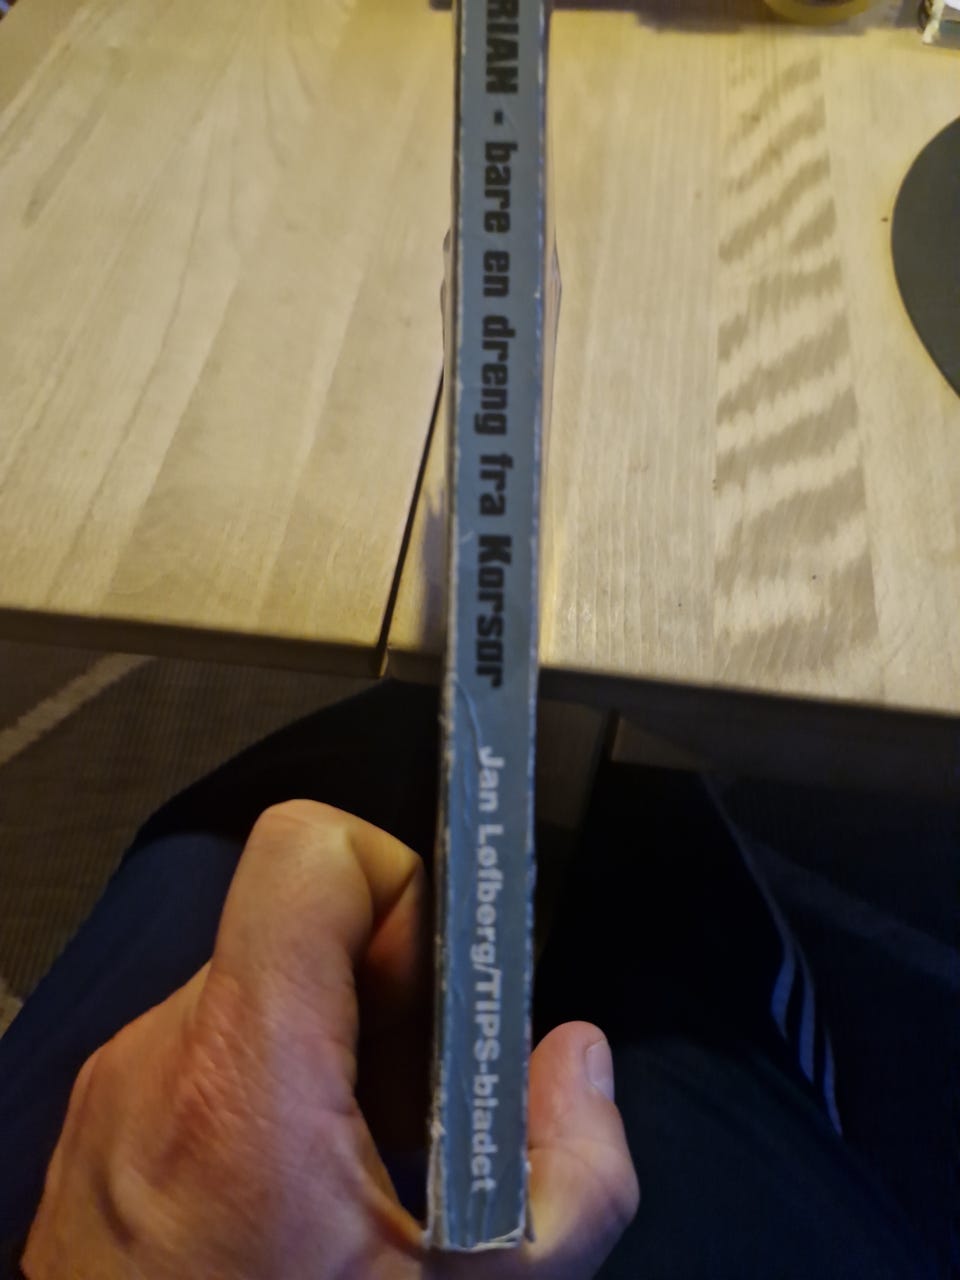 RIAN - bare en dreng fra Korsør
Jan Løfberg/TIPS-bladet